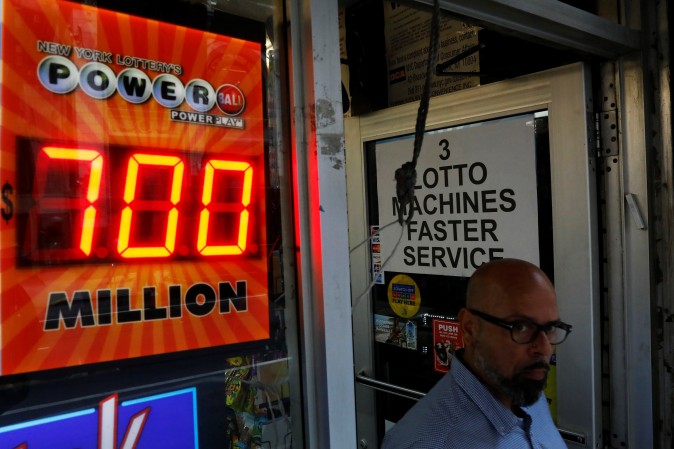 NEW YORK LOTTERY'S
POWERBALL
POWER PLAY
$ 700
MILLION
3
LOTTO
MACHINES
FASTER
SERVICE
PUSH